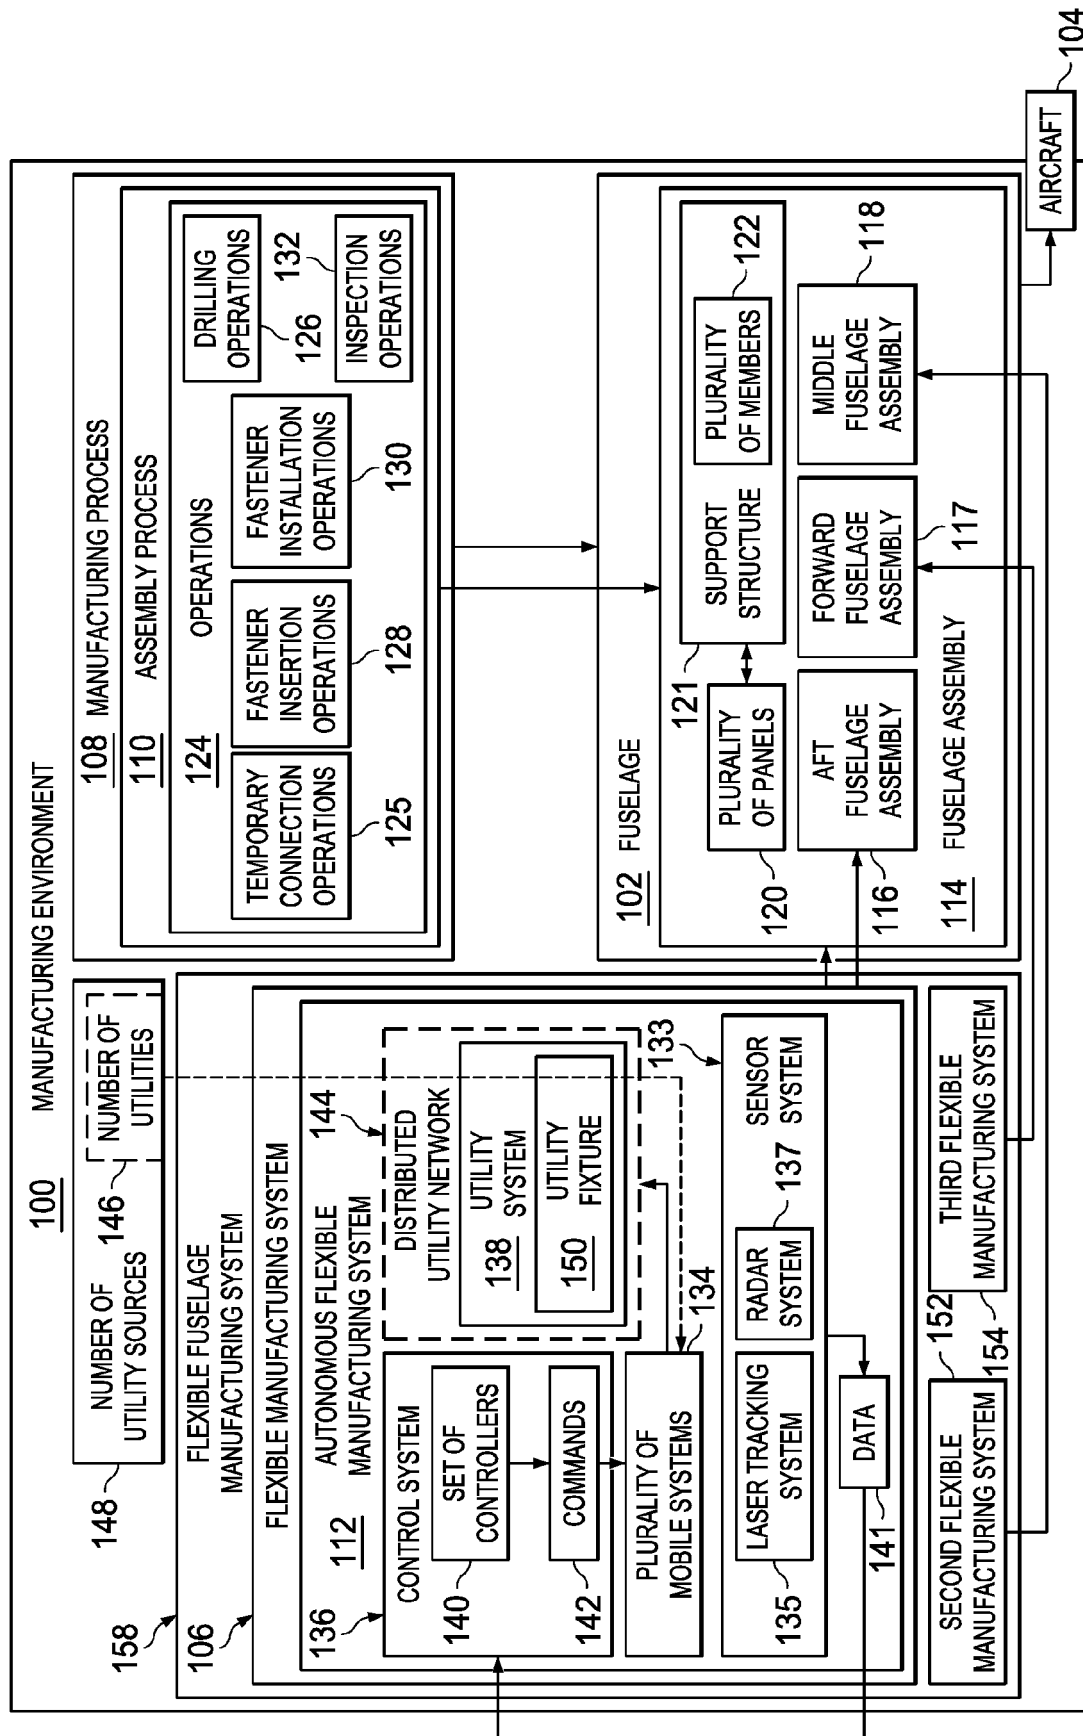 MANUFACTURING ENVIRONMENT
100
NUMBER OF
UTILITY SOURCES
148
NUMBER OF
UTILITIES
146
158
FLEXIBLE FUSELAGE
MANUFACTURING SYSTEM
106
FLEXIBLE MANUFACTURING SYSTEM
AUTONOMOUS FLEXIBLE
MANUFACTURING SYSTEM
112
136
CONTROL SYSTEM
SET OF
CONTROLLERS
140
COMMANDS
142
144
DISTRIBUTED
UTILITY NETWORK
UTILITY
SYSTEM
138
UTILITY
FIXTURE
150
PLURALITY OF
MOBILE SYSTEMS
134
133
SENSOR
SYSTEM
LASER TRACKING
SYSTEM
135
RADAR
SYSTEM
137
DATA
141
SECOND FLEXIBLE
MANUFACTURING SYSTEM
152
THIRD FLEXIBLE
MANUFACTURING SYSTEM
154
108
MANUFACTURING PROCESS
110
ASSEMBLY PROCESS
124
OPERATIONS
TEMPORARY
CONNECTION
OPERATIONS
125
FASTENER
INSERTION
OPERATIONS
128
FASTENER
INSTALLATION
OPERATIONS
130
DRILLING
OPERATIONS
126
132
INSPECTION
OPERATIONS
102
FUSELAGE
121
SUPPORT
STRUCTURE
PLURALITY
OF MEMBERS
122
PLURALITY
OF PANELS
120
AFT
FUSELAGE
ASSEMBLY
116
FORWARD
FUSELAGE
ASSEMBLY
117
MIDDLE
FUSELAGE
ASSEMBLY
118
114
FUSELAGE ASSEMBLY
AIRCRAFT
104